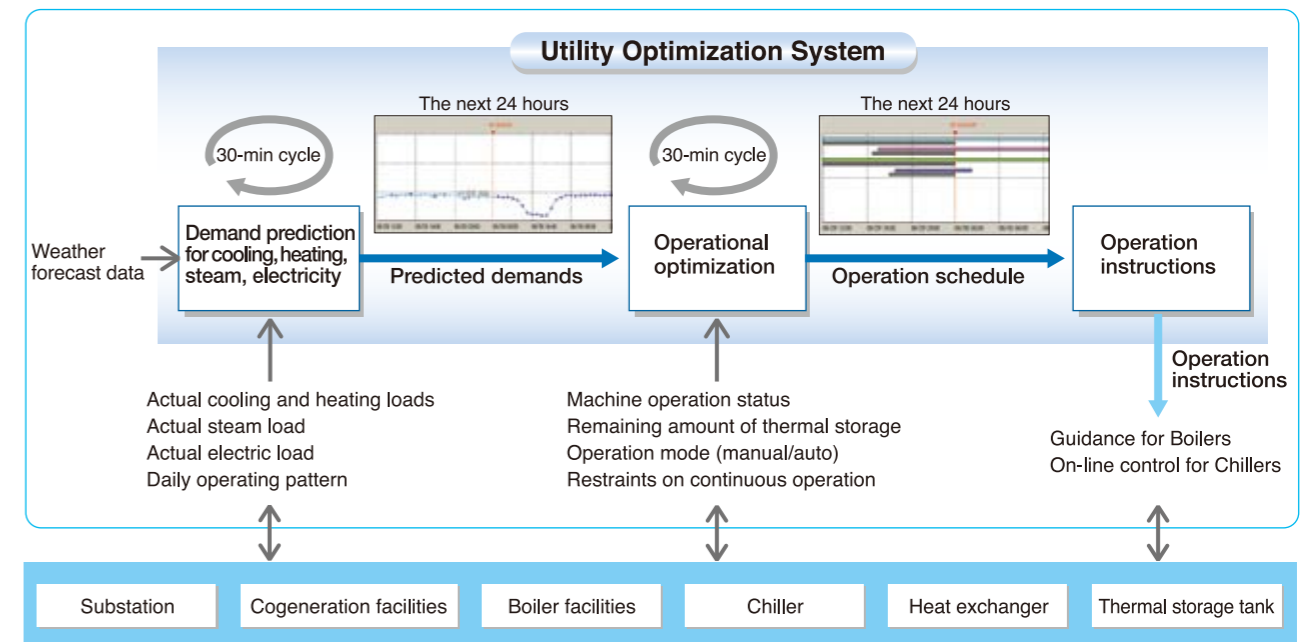 Utility Optimization System
The next 24 hours
The next 24 hours
30-min cycle
30-min cycle
Weather
forecast data
Demand prediction
for cooling, heating,
steam, electricity
Predicted demands
Operational
optimization
Operation schedule
Operation
instructions
Operation
instructions
Actual cooling and heating loads
Actual steam load
Actual electric load
Daily operating pattern
Machine operation status
Remaining amount of thermal storage
Operation mode (manual/auto)
Restraints on continuous operation
Guidance for Boilers
On-line control for Chillers
Substation
Cogeneration facilities
Boiler facilities
Chiller
Heat exchanger
Thermal storage tank